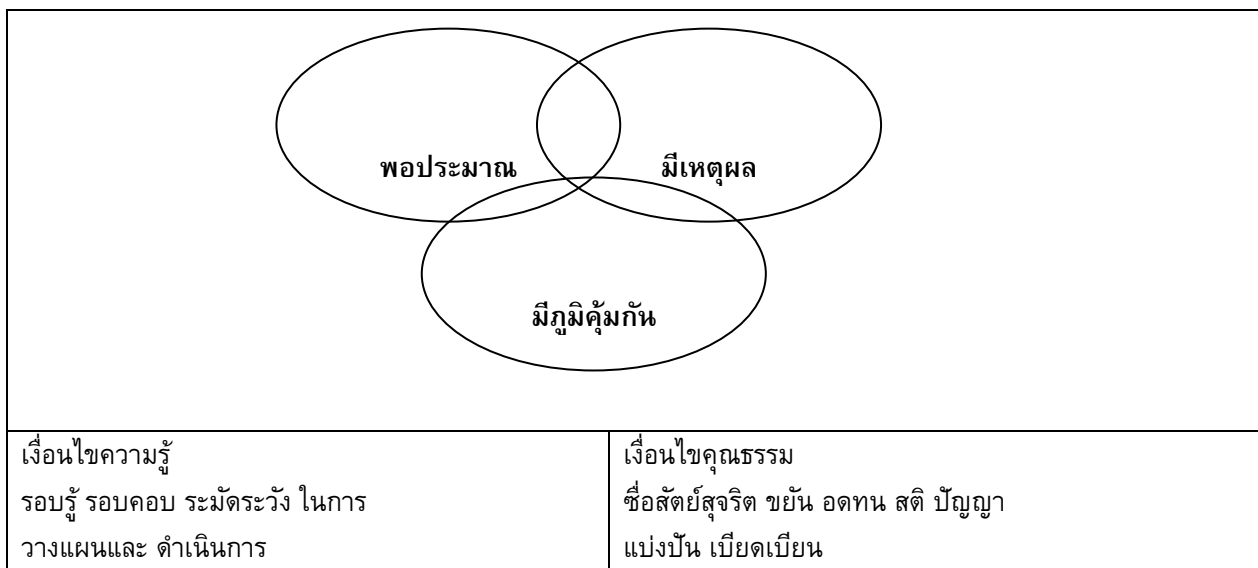 พอประมาณ มีเหตุผล
มีภูมิคุ้มกัน
เงื่อนไขความรู้
รอบรู้ รอบคอบ ระมัดระวัง ในการ
วางแผนและ ดำเนินการ
เงื่อนไขคุณธรรม
ซื่อสัตย์สุจริต ขยัน อดทน สติ ปัญญา
แบ่งปัน เบียดเบียน